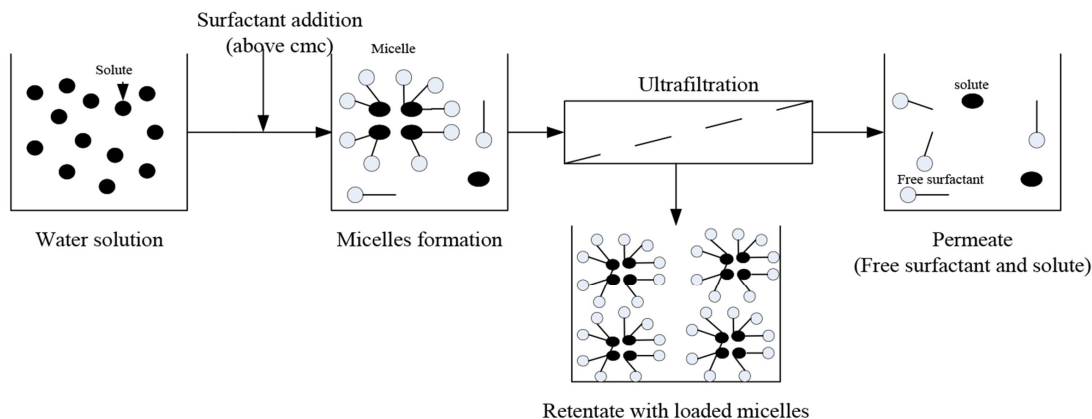 Surfactant addition
(above cmc)
Solute
Micelle
Ultrafiltration
solute
Free surfactant
Water solution
Micelles formation
Permeate
(Free surfactant and solute)
Retentate with loaded micelles